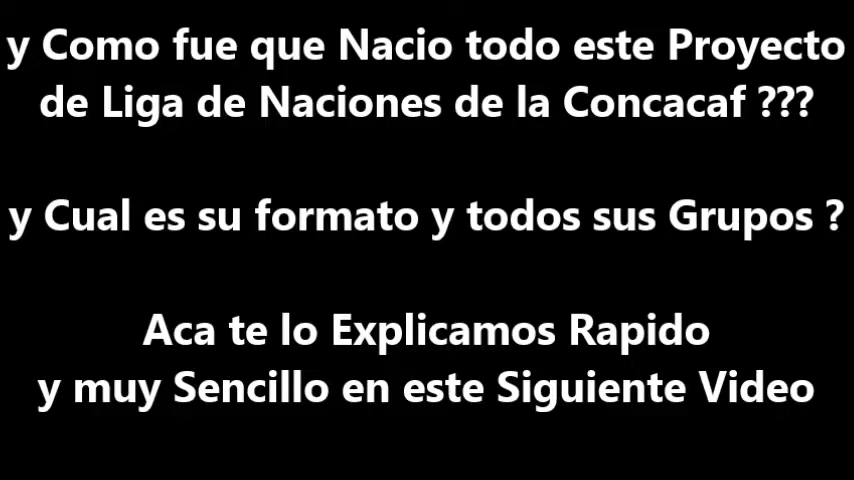 y Como fue que Nacio todo este Proyecto
de Liga de Naciones de la Concacaf ???
y Cual es su formato y todos sus Grupos ?
Aca te lo Explicamos Rapido
y muy Sencillo en este Siguiente Video